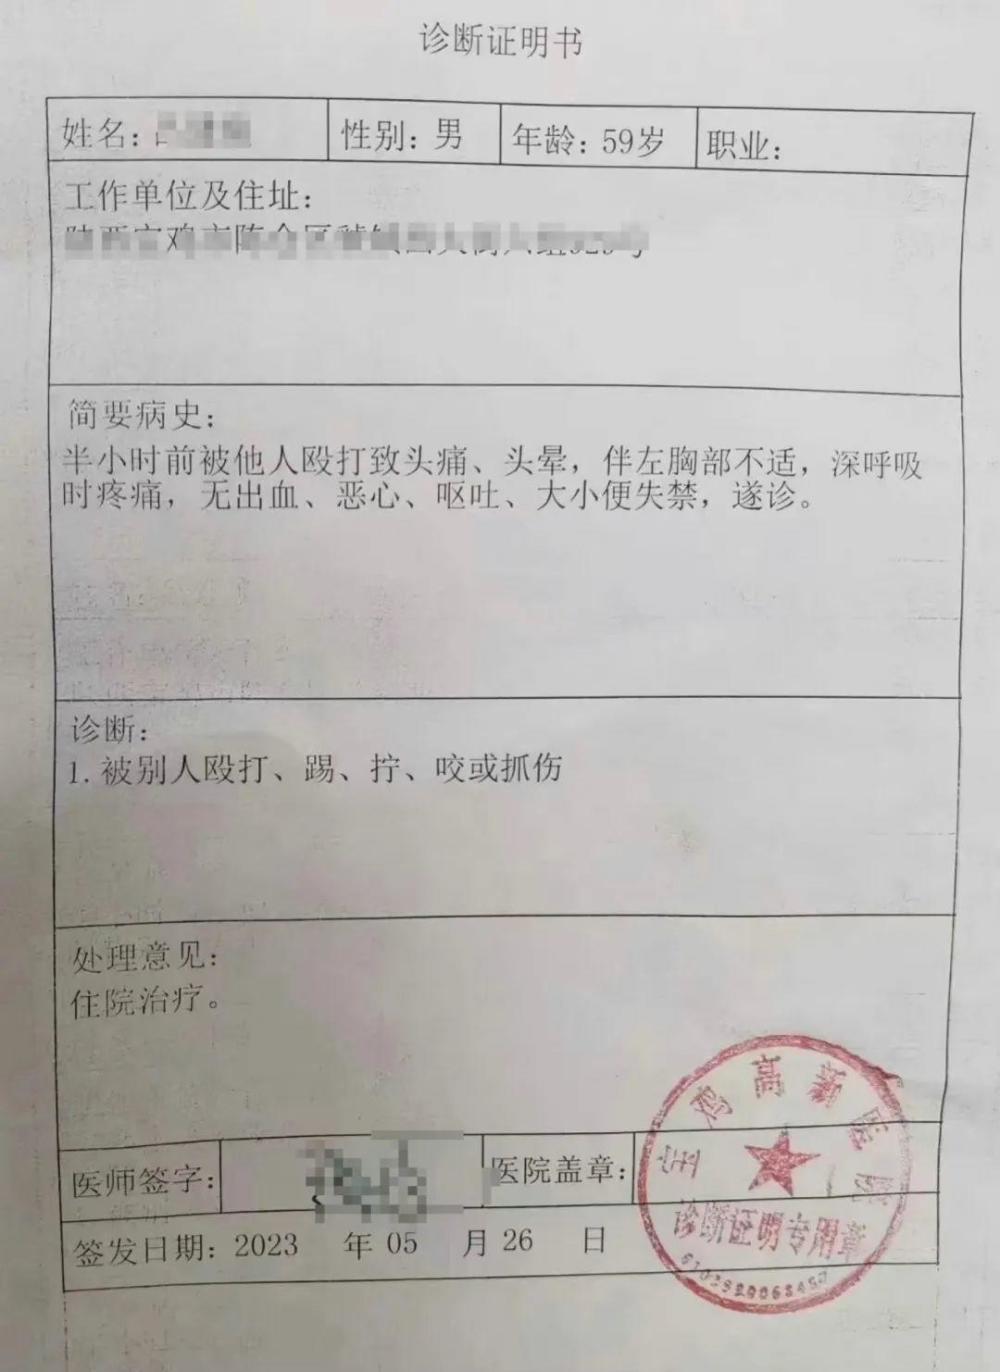 诊断证明书
姓名：
性别：男
年龄：59岁
职业：
工作单位及住址：
简要病史：
半小时前被他人殴打致头痛、头晕，伴左胸部不适，深呼吸
时疼痛，无出血、恶心、呕吐、大小便失禁，遂诊。
诊断：
1. 被别人殴打、踢、拧、咬或抓伤
处理意见：
住院治疗。
医师签字：
医院盖章：
宝鸡高新医院
诊断证明专用章
签发日期：2023 年 05 月 26 日